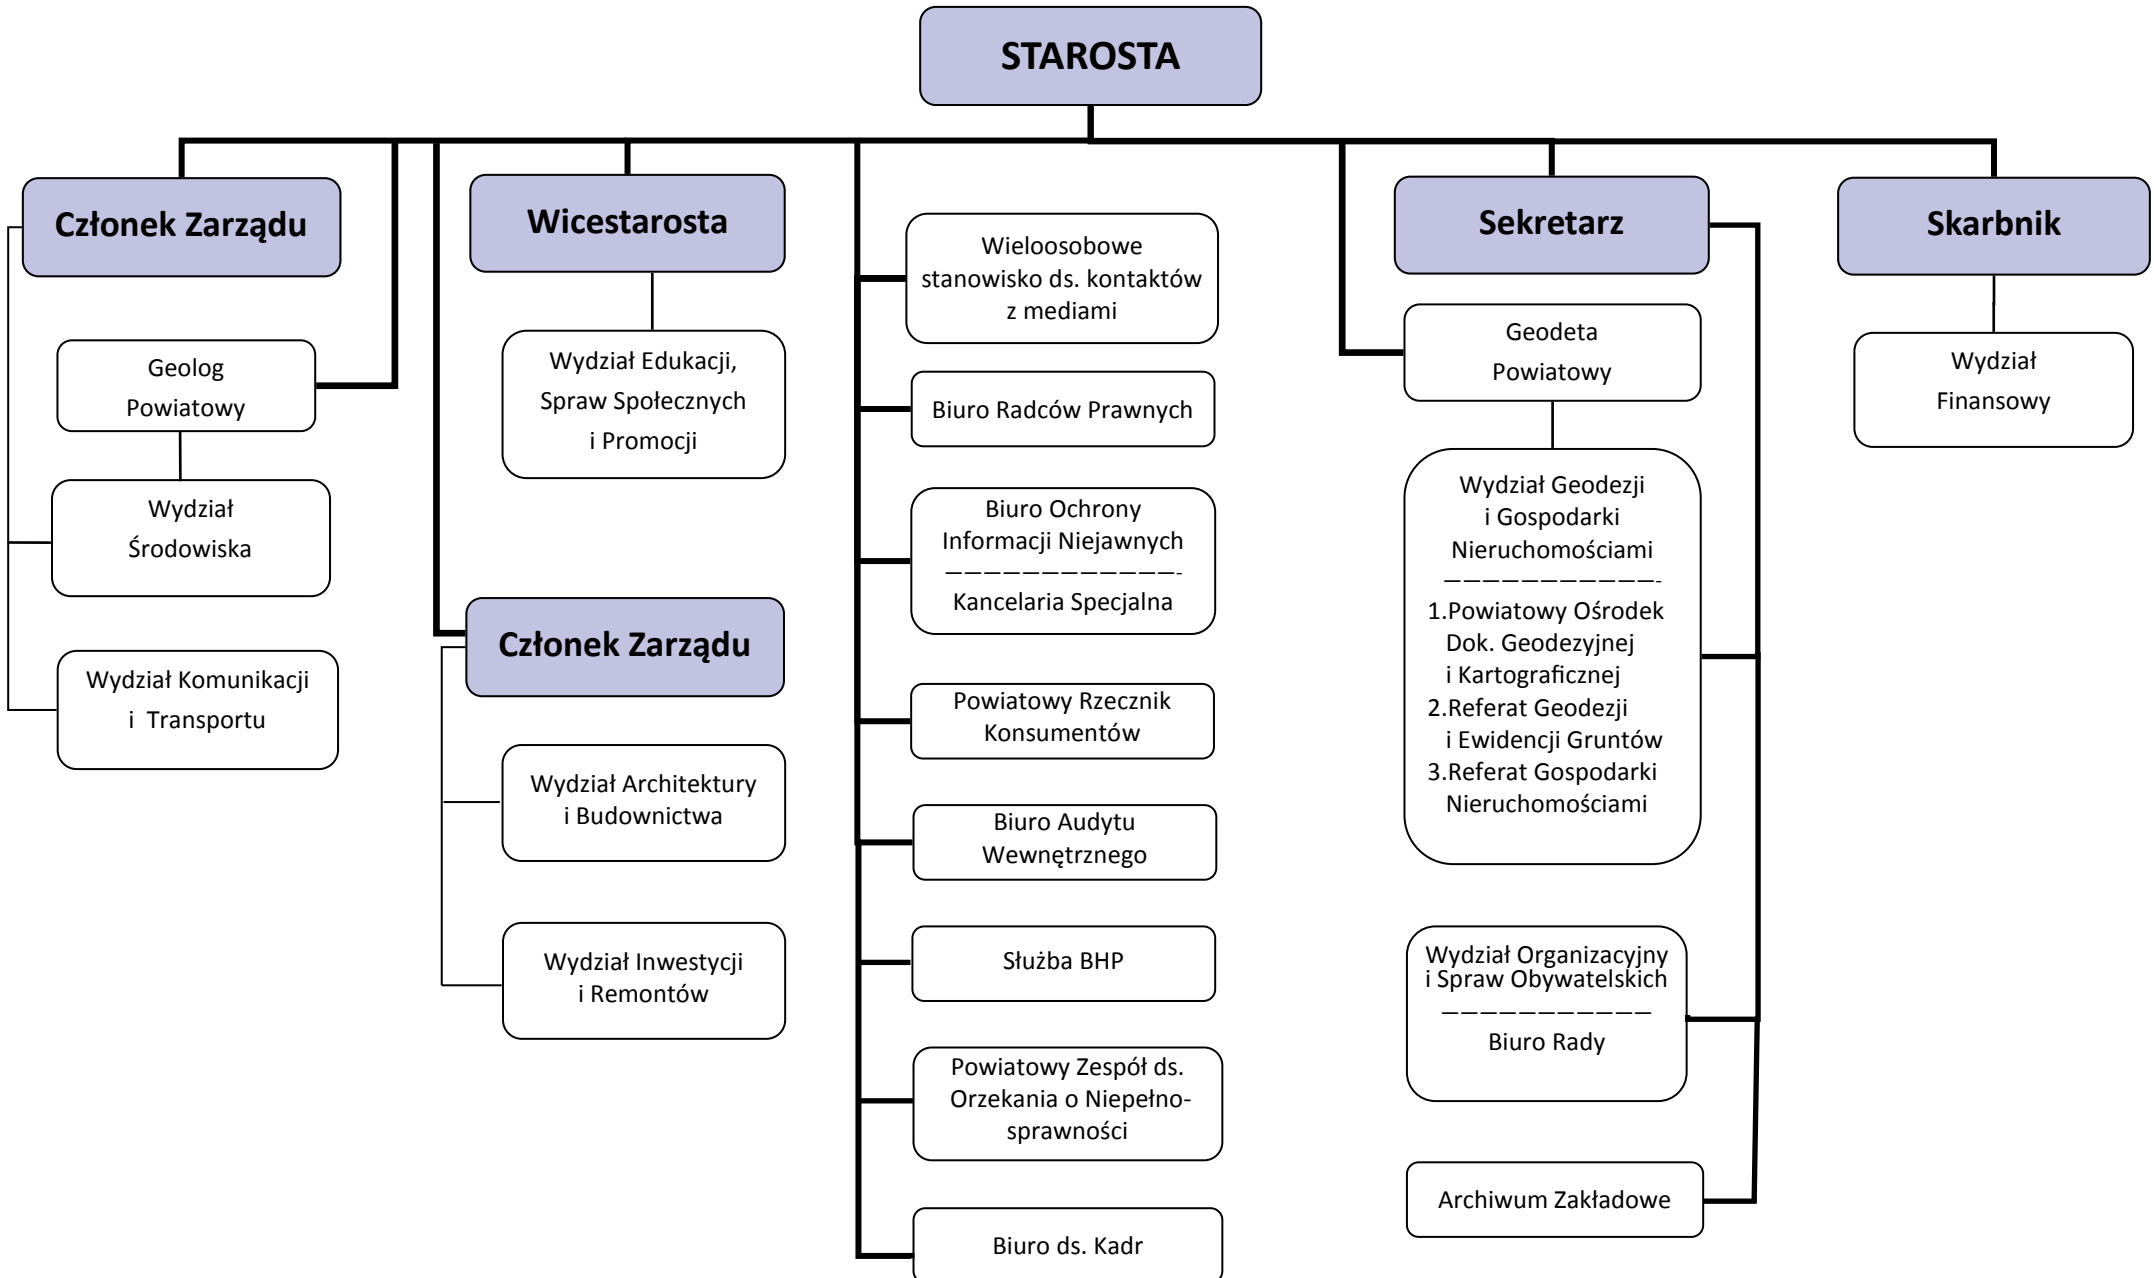 STAROSTA
Członek Zarządu
Geolog
Powiatowy
Wydział
Środowiska
Wydział Komunikacji
i Transportu
Wicestarosta
Wydział Edukacji,
Spraw Społecznych
i Promocji
Członek Zarządu
Wydział Architektury
i Budownictwa
Wydział Inwestycji
i Remontów
Wieloosobowe
stanowisko ds. kontaktów
z mediami
Biuro Radców Prawnych
Biuro Ochrony
Informacji Niejawnych
————————————-
Kancelaria Specjalna
Powiatowy Rzecznik
Konsumentów
Biuro Audytu
Wewnętrznego
Służba BHP
Powiatowy Zespół ds.
Orzekania o Niepełno-
sprawności
Biuro ds. Kadr
Sekretarz
Geodeta
Powiatowy
Wydział Geodezji
i Gospodarki
Nieruchomościami
———————————-
1.Powiatowy Ośrodek
Dok. Geodezyjnej
i Kartograficznej
2.Referat Geodezji
i Ewidencji Gruntów
3.Referat Gospodarki
Nieruchomościami
Wydział Organizacyjny
i Spraw Obywatelskich
———————————
Biuro Rady
Archiwum Zakładowe
Skarbnik
Wydział
Finansowy